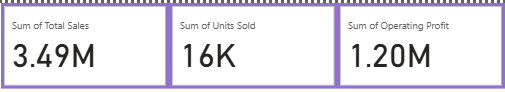 Sum of Total Sales
3.49M
Sum of Units Sold
16K
Sum of Operating Profit
1.20M